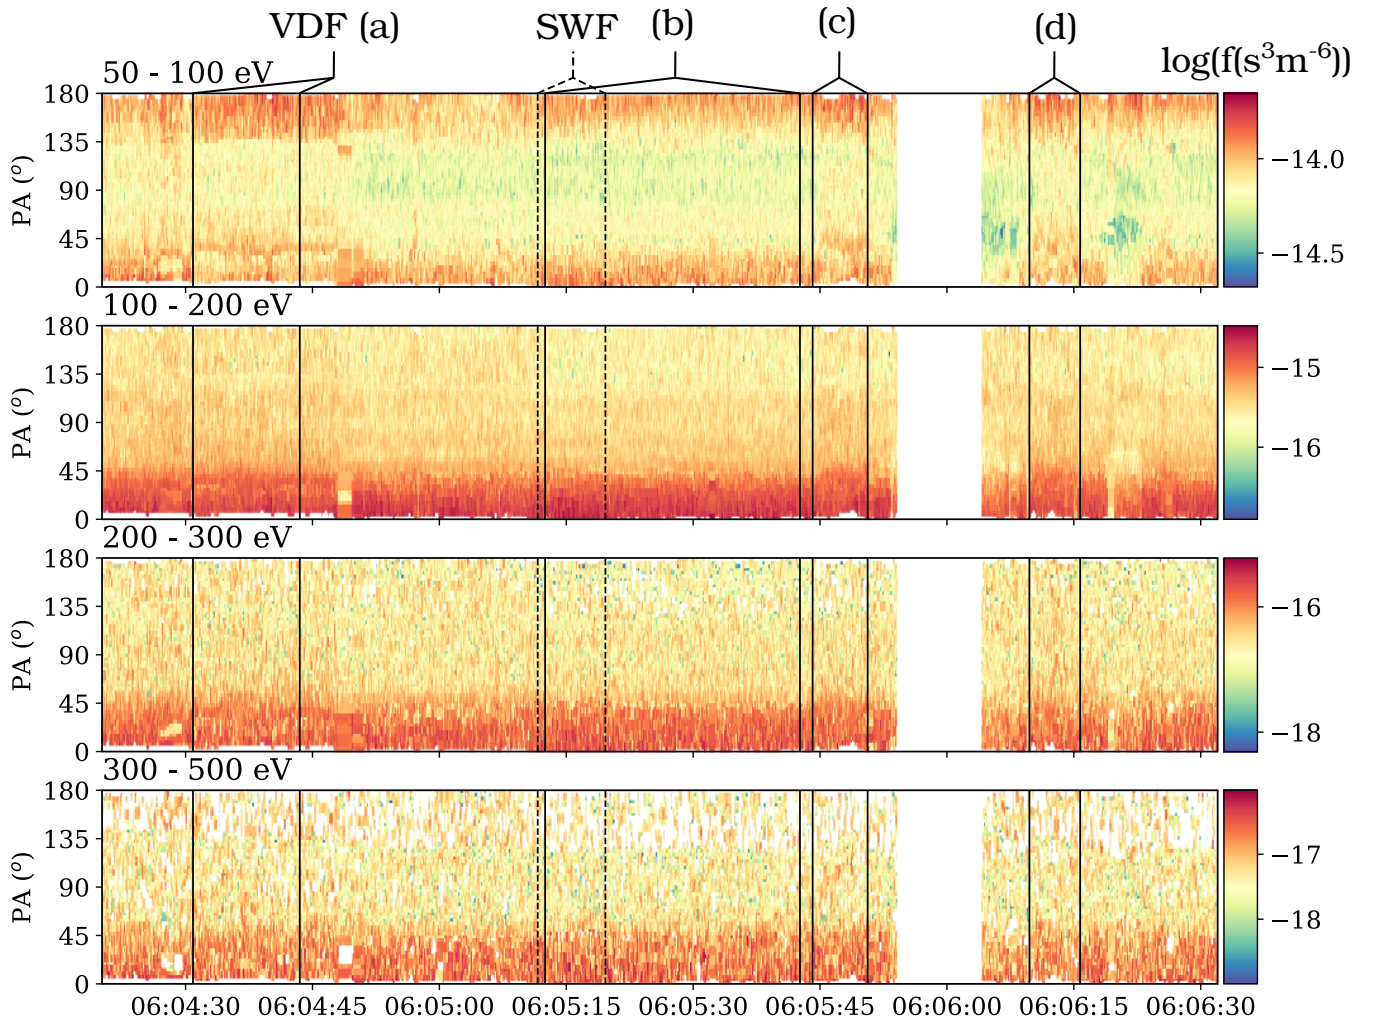 VDF (a) SWF (b) (c) (d)
log(f(s³m⁻⁶))
50 - 100 eV
180
135
90
45
0
PA (°)
−14.0
−14.5
100 - 200 eV
180
135
90
45
0
PA (°)
−15
−16
200 - 300 eV
180
135
90
45
0
PA (°)
−16
−18
300 - 500 eV
180
135
90
45
0
PA (°)
−17
−18
06:04:30 06:04:45 06:05:00 06:05:15 06:05:30 06:05:45 06:06:00 06:06:15 06:06:30